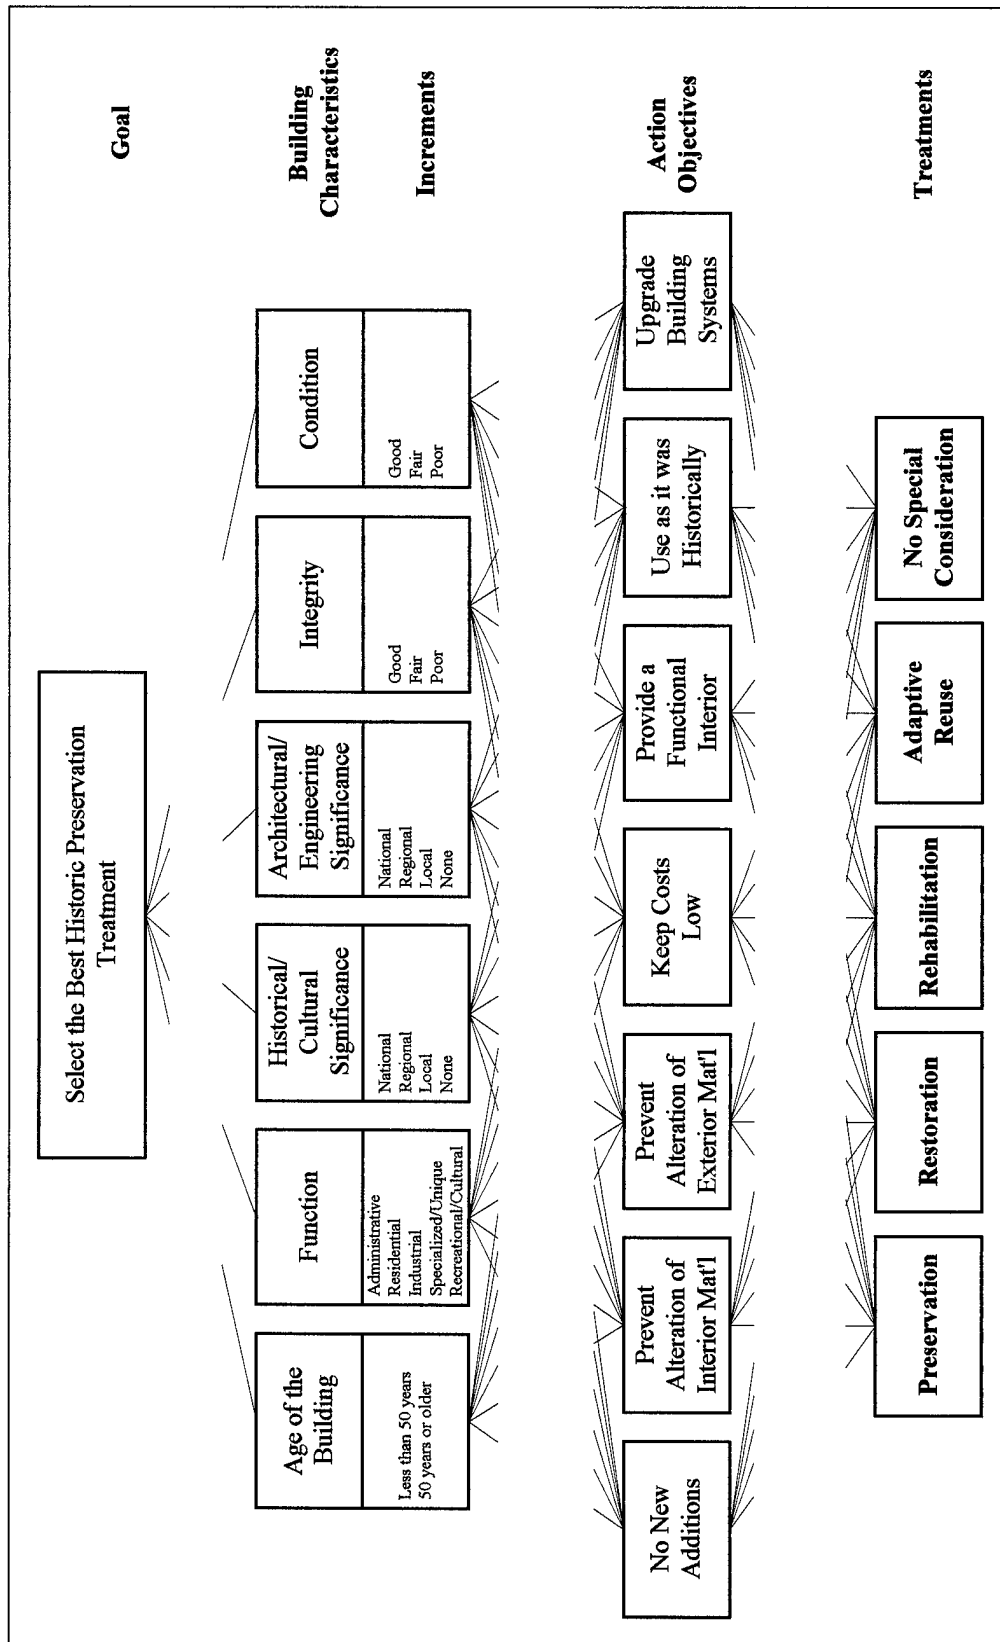 Select the Best Historic Preservation
Treatment
Goal
Age of the
Building
Less than 50 years
50 years or older
Function
Administrative
Residential
Industrial
Specialized/Unique
Recreational/Cultural
Historical/
Cultural
Significance
National
Regional
Local
None
Architectural/
Engineering
Significance
National
Regional
Local
None
Integrity
Good
Fair
Poor
Condition
Good
Fair
Poor
Building
Characteristics
Increments
No New
Additions
Prevent
Alteration of
Interior Mat'l
Prevent
Alteration of
Exterior Mat'l
Keep Costs
Low
Provide a
Functional
Interior
Use as it was
Historically
Upgrade
Building
Systems
Action
Objectives
Preservation
Restoration
Rehabilitation
Adaptive
Reuse
No Special
Consideration
Treatments